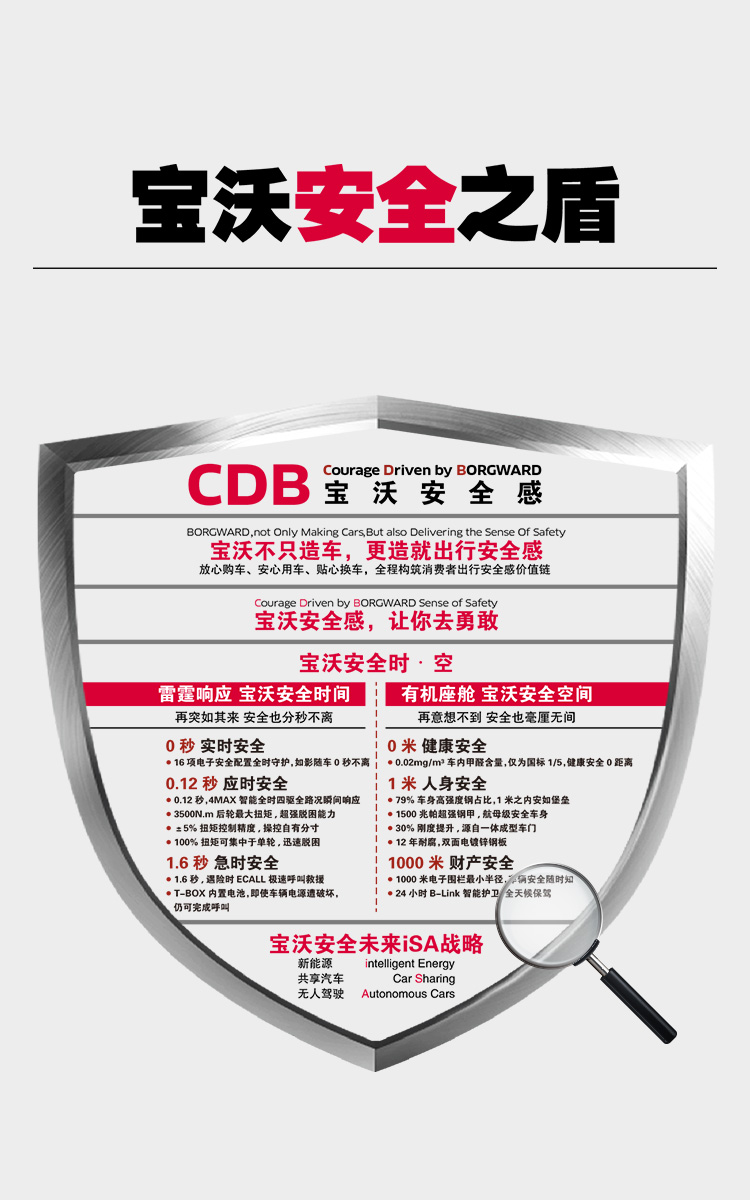 宝沃安全之盾
CDB
Courage Driven by BORGWARD
宝沃安全感
BORGWARD,not Only Making Cars,But also Delivering the Sense Of Safety
宝沃不只造车，更造就出行安全感
放心购车、安心用车、贴心换车，全程构筑消费者出行安全感价值链
Courage Driven by BORGWARD Sense of Safety
宝沃安全感，让你去勇敢
宝沃安全时·空
雷霆响应 宝沃安全时间
再突如其来 安全也分秒不离
0 秒 实时安全
• 16 项电子安全配置全时守护,如影随车 0 秒不离
0.12 秒 应时安全
• 0.12 秒,4MAX 智能全时四驱全路况瞬间响应
• 3500N.m 后轮最大扭矩，超强脱困能力
• ±5% 扭矩控制精度，操控自有分寸
• 100% 扭矩可集中于单轮，迅速脱困
1.6 秒 急时安全
• 1.6 秒，遇险时 ECALL 极速呼叫救援
• T-BOX 内置电池,即使车辆电源遭破坏,
仍可完成呼叫
有机座舱 宝沃安全空间
再意想不到 安全也毫厘无间
0 米 健康安全
• 0.02mg/m³ 车内甲醛含量,仅为国标 1/5,健康安全 0 距离
1 米 人身安全
• 79% 车身高强度钢占比,1 米之内安如堡垒
• 1500 兆帕超强钢甲，航母级安全车身
• 30% 刚度提升，源自一体成型车门
• 12 年耐腐,双面电镀锌钢板
1000 米 财产安全
• 1000 米电子围栏最小半径,车辆安全随时知
• 24 小时 B-Link 智能护卫,全天候保驾
宝沃安全未来iSA战略
新能源 intelligent Energy
共享汽车 Car Sharing
无人驾驶 Autonomous Cars